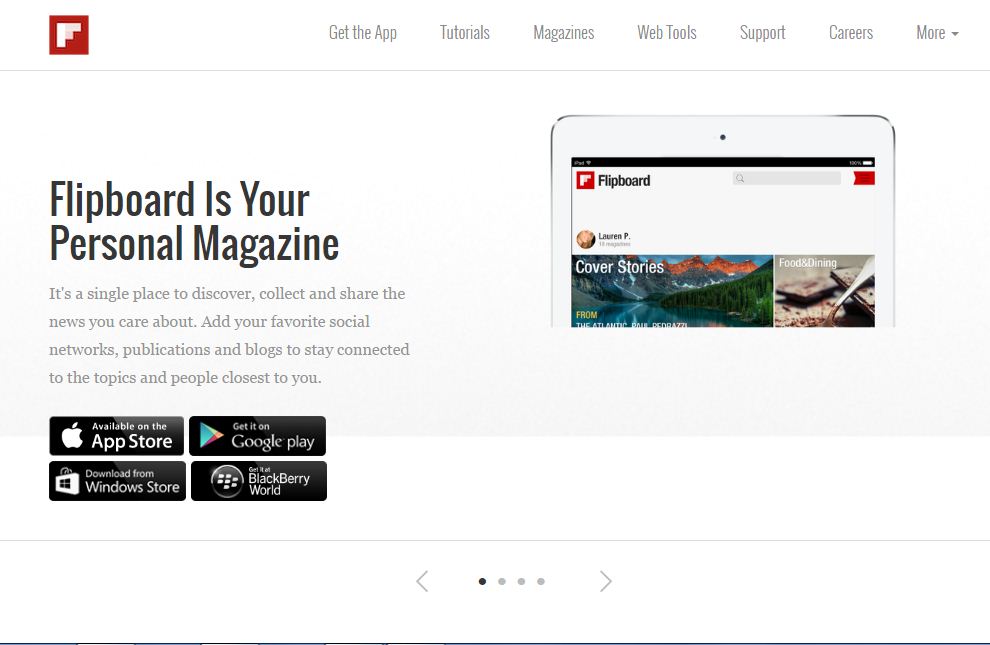 Get the App Tutorials Magazines Web Tools Support Careers More
iPad 100%
Flipboard
Flipboard Is Your
Personal Magazine
Lauren P.
18 magazines
Cover Stories
Food&Dining
FROM
THE ATLANTIC, PAUL PEDRAZZI
It's a single place to discover, collect and share the
news you care about. Add your favorite social
networks, publications and blogs to stay connected
to the topics and people closest to you.
Available on the
App Store
Get it on
Google play
Download from
Windows Store
Get it at
BlackBerry
World